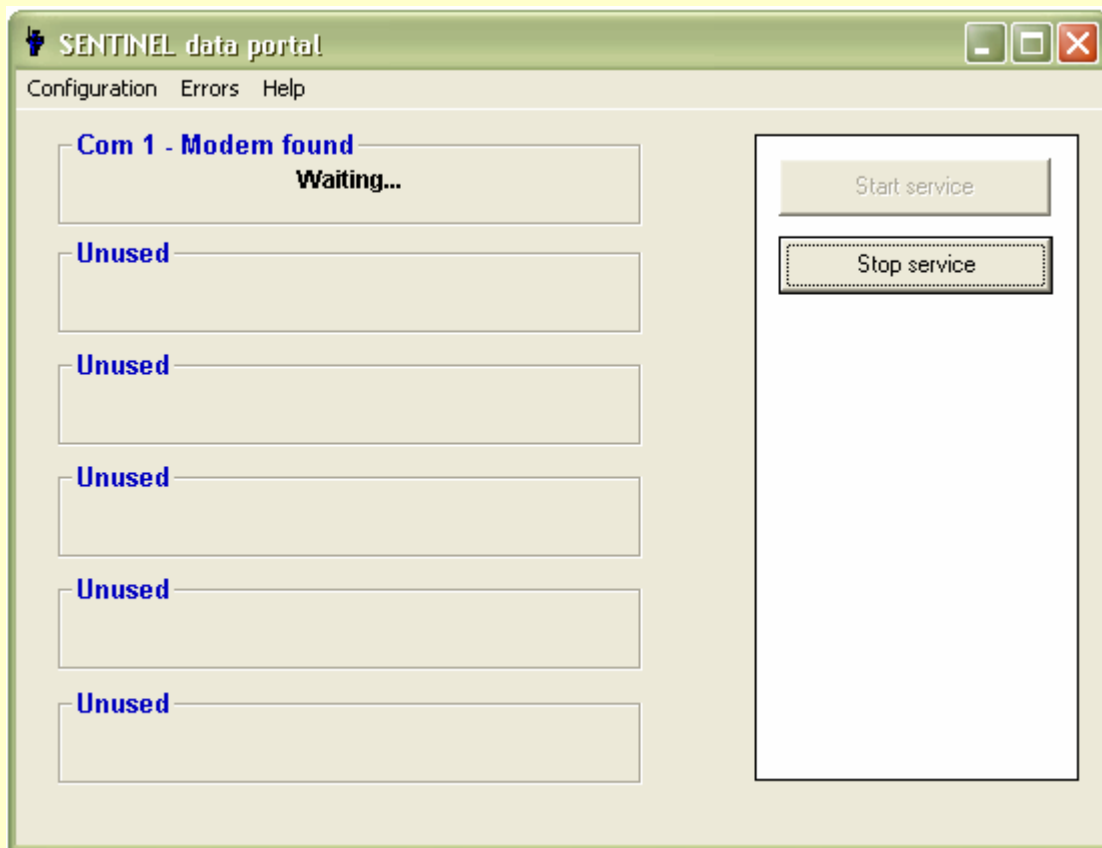 SENTINEL data portal
Configuration Errors Help
Com 1 - Modem found
Waiting...
Unused
Unused
Unused
Unused
Unused
Start service
Stop service